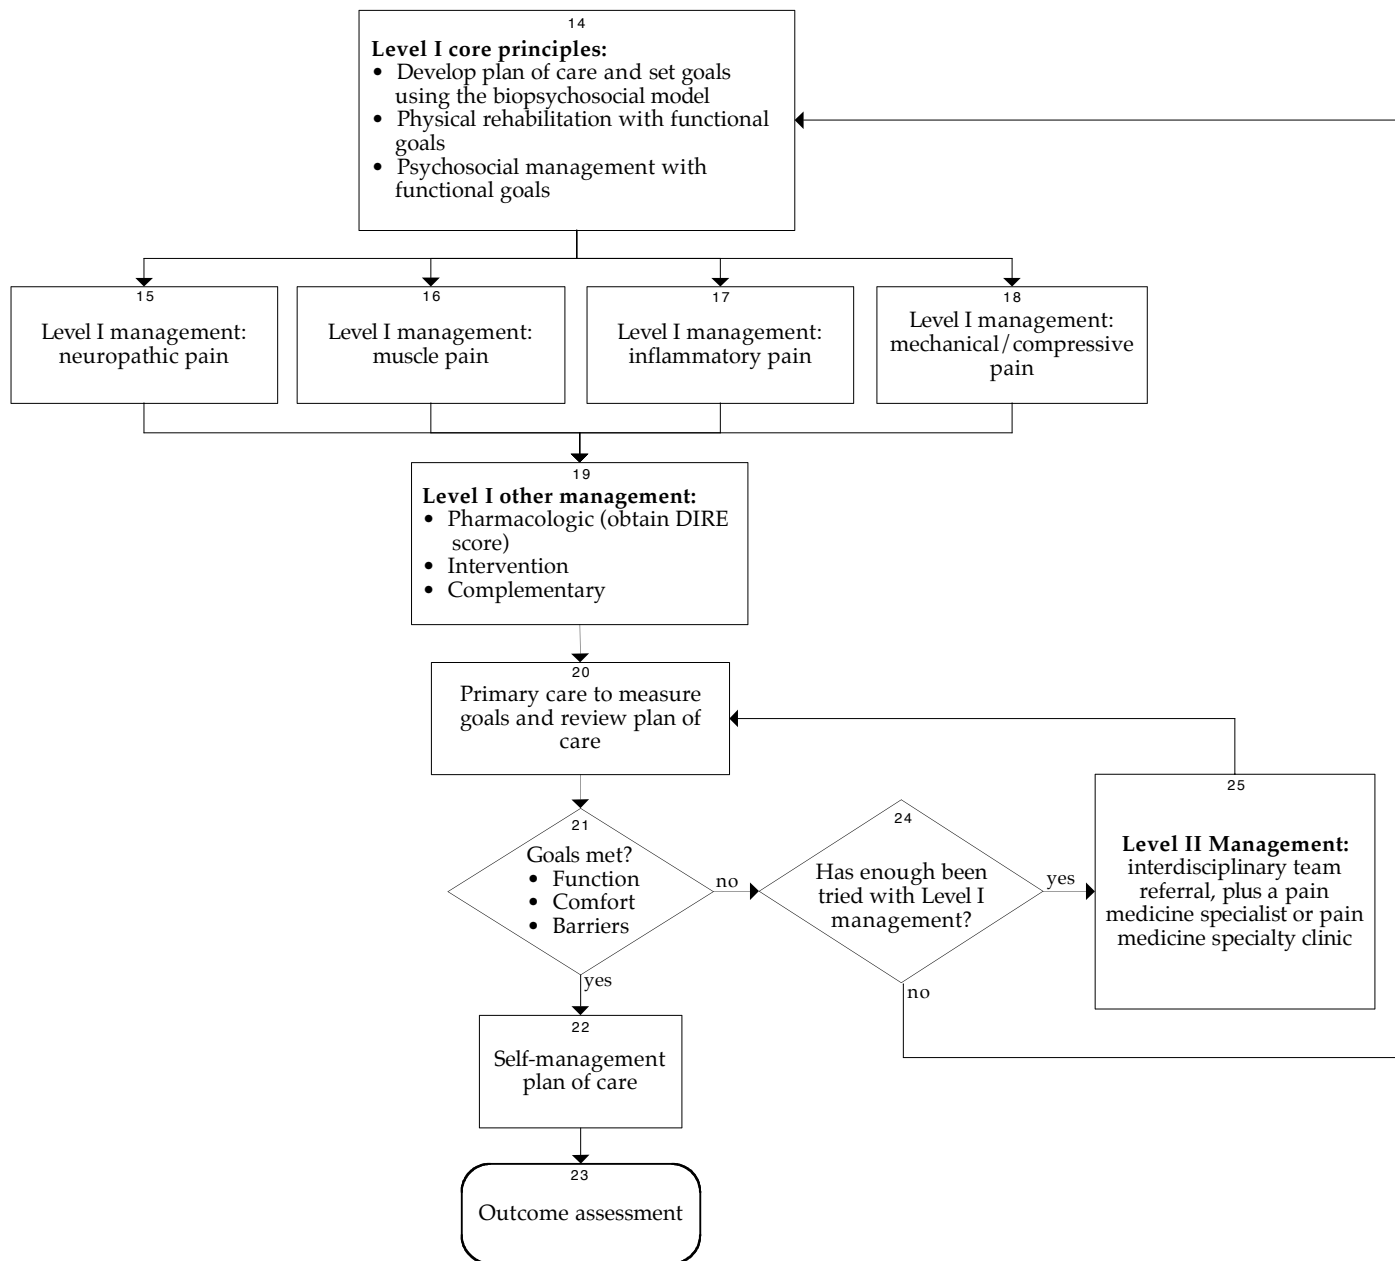 14
Level I core principles:
• Develop plan of care and set goals
using the biopsychosocial model
• Physical rehabilitation with functional
goals
• Psychosocial management with
functional goals
15
Level I management:
neuropathic pain
16
Level I management:
muscle pain
17
Level I management:
inflammatory pain
18
Level I management:
mechanical/compressive
pain
19
Level I other management:
• Pharmacologic (obtain DIRE
score)
• Intervention
• Complementary
20
Primary care to measure
goals and review plan of
care
21
Goals met?
• Function
• Comfort
• Barriers
no
yes
24
Has enough been
tried with Level I
management?
yes
no
25
Level II Management:
interdisciplinary team
referral, plus a pain
medicine specialist or pain
medicine specialty clinic
22
Self-management
plan of care
23
Outcome assessment